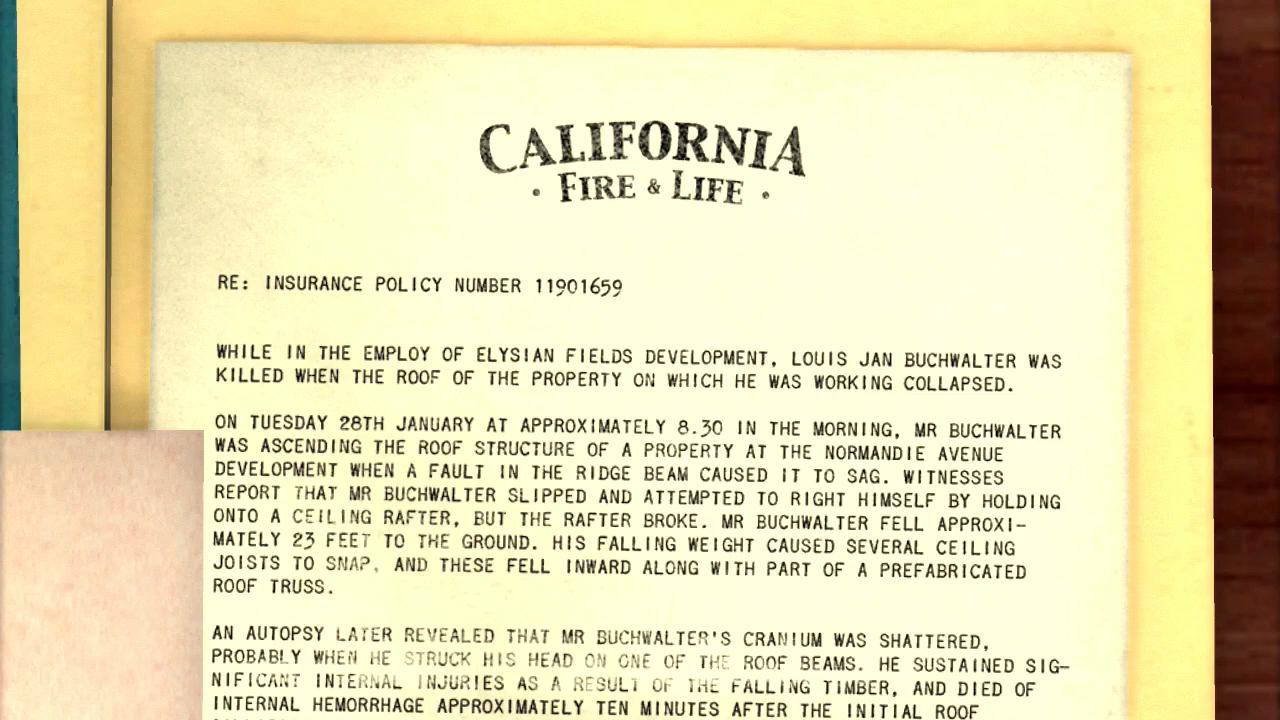 CALIFORNIA
· FIRE & LIFE ·
RE: INSURANCE POLICY NUMBER 11901659
WHILE IN THE EMPLOY OF ELYSIAN FIELDS DEVELOPMENT, LOUIS JAN BUCHWALTER WAS
KILLED WHEN THE ROOF OF THE PROPERTY ON WHICH HE WAS WORKING COLLAPSED.
ON TUESDAY 28TH JANUARY AT APPROXIMATELY 8.30 IN THE MORNING, MR BUCHWALTER
WAS ASCENDING THE ROOF STRUCTURE OF A PROPERTY AT THE NORMANDIE AVENUE
DEVELOPMENT WHEN A FAULT IN THE RIDGE BEAM CAUSED IT TO SAG. WITNESSES
REPORT THAT MR BUCHWALTER SLIPPED AND ATTEMPTED TO RIGHT HIMSELF BY HOLDING
ONTO A CEILING RAFTER, BUT THE RAFTER BROKE. MR BUCHWALTER FELL APPROXI-
MATELY 23 FEET TO THE GROUND. HIS FALLING WEIGHT CAUSED SEVERAL CEILING
JOISTS TO SNAP, AND THESE FELL INWARD ALONG WITH PART OF A PREFABRICATED
ROOF TRUSS.
AN AUTOPSY LATER REVEALED THAT MR BUCHWALTER'S CRANIUM WAS SHATTERED,
PROBABLY WHEN HE STRUCK HIS HEAD ON ONE OF THE ROOF BEAMS. HE SUSTAINED SIG-
NIFICANT INTERNAL INJURIES AS A RESULT OF THE FALLING TIMBER, AND DIED OF
INTERNAL HEMORRHAGE APPROXIMATELY TEN MINUTES AFTER THE INITIAL ROOF